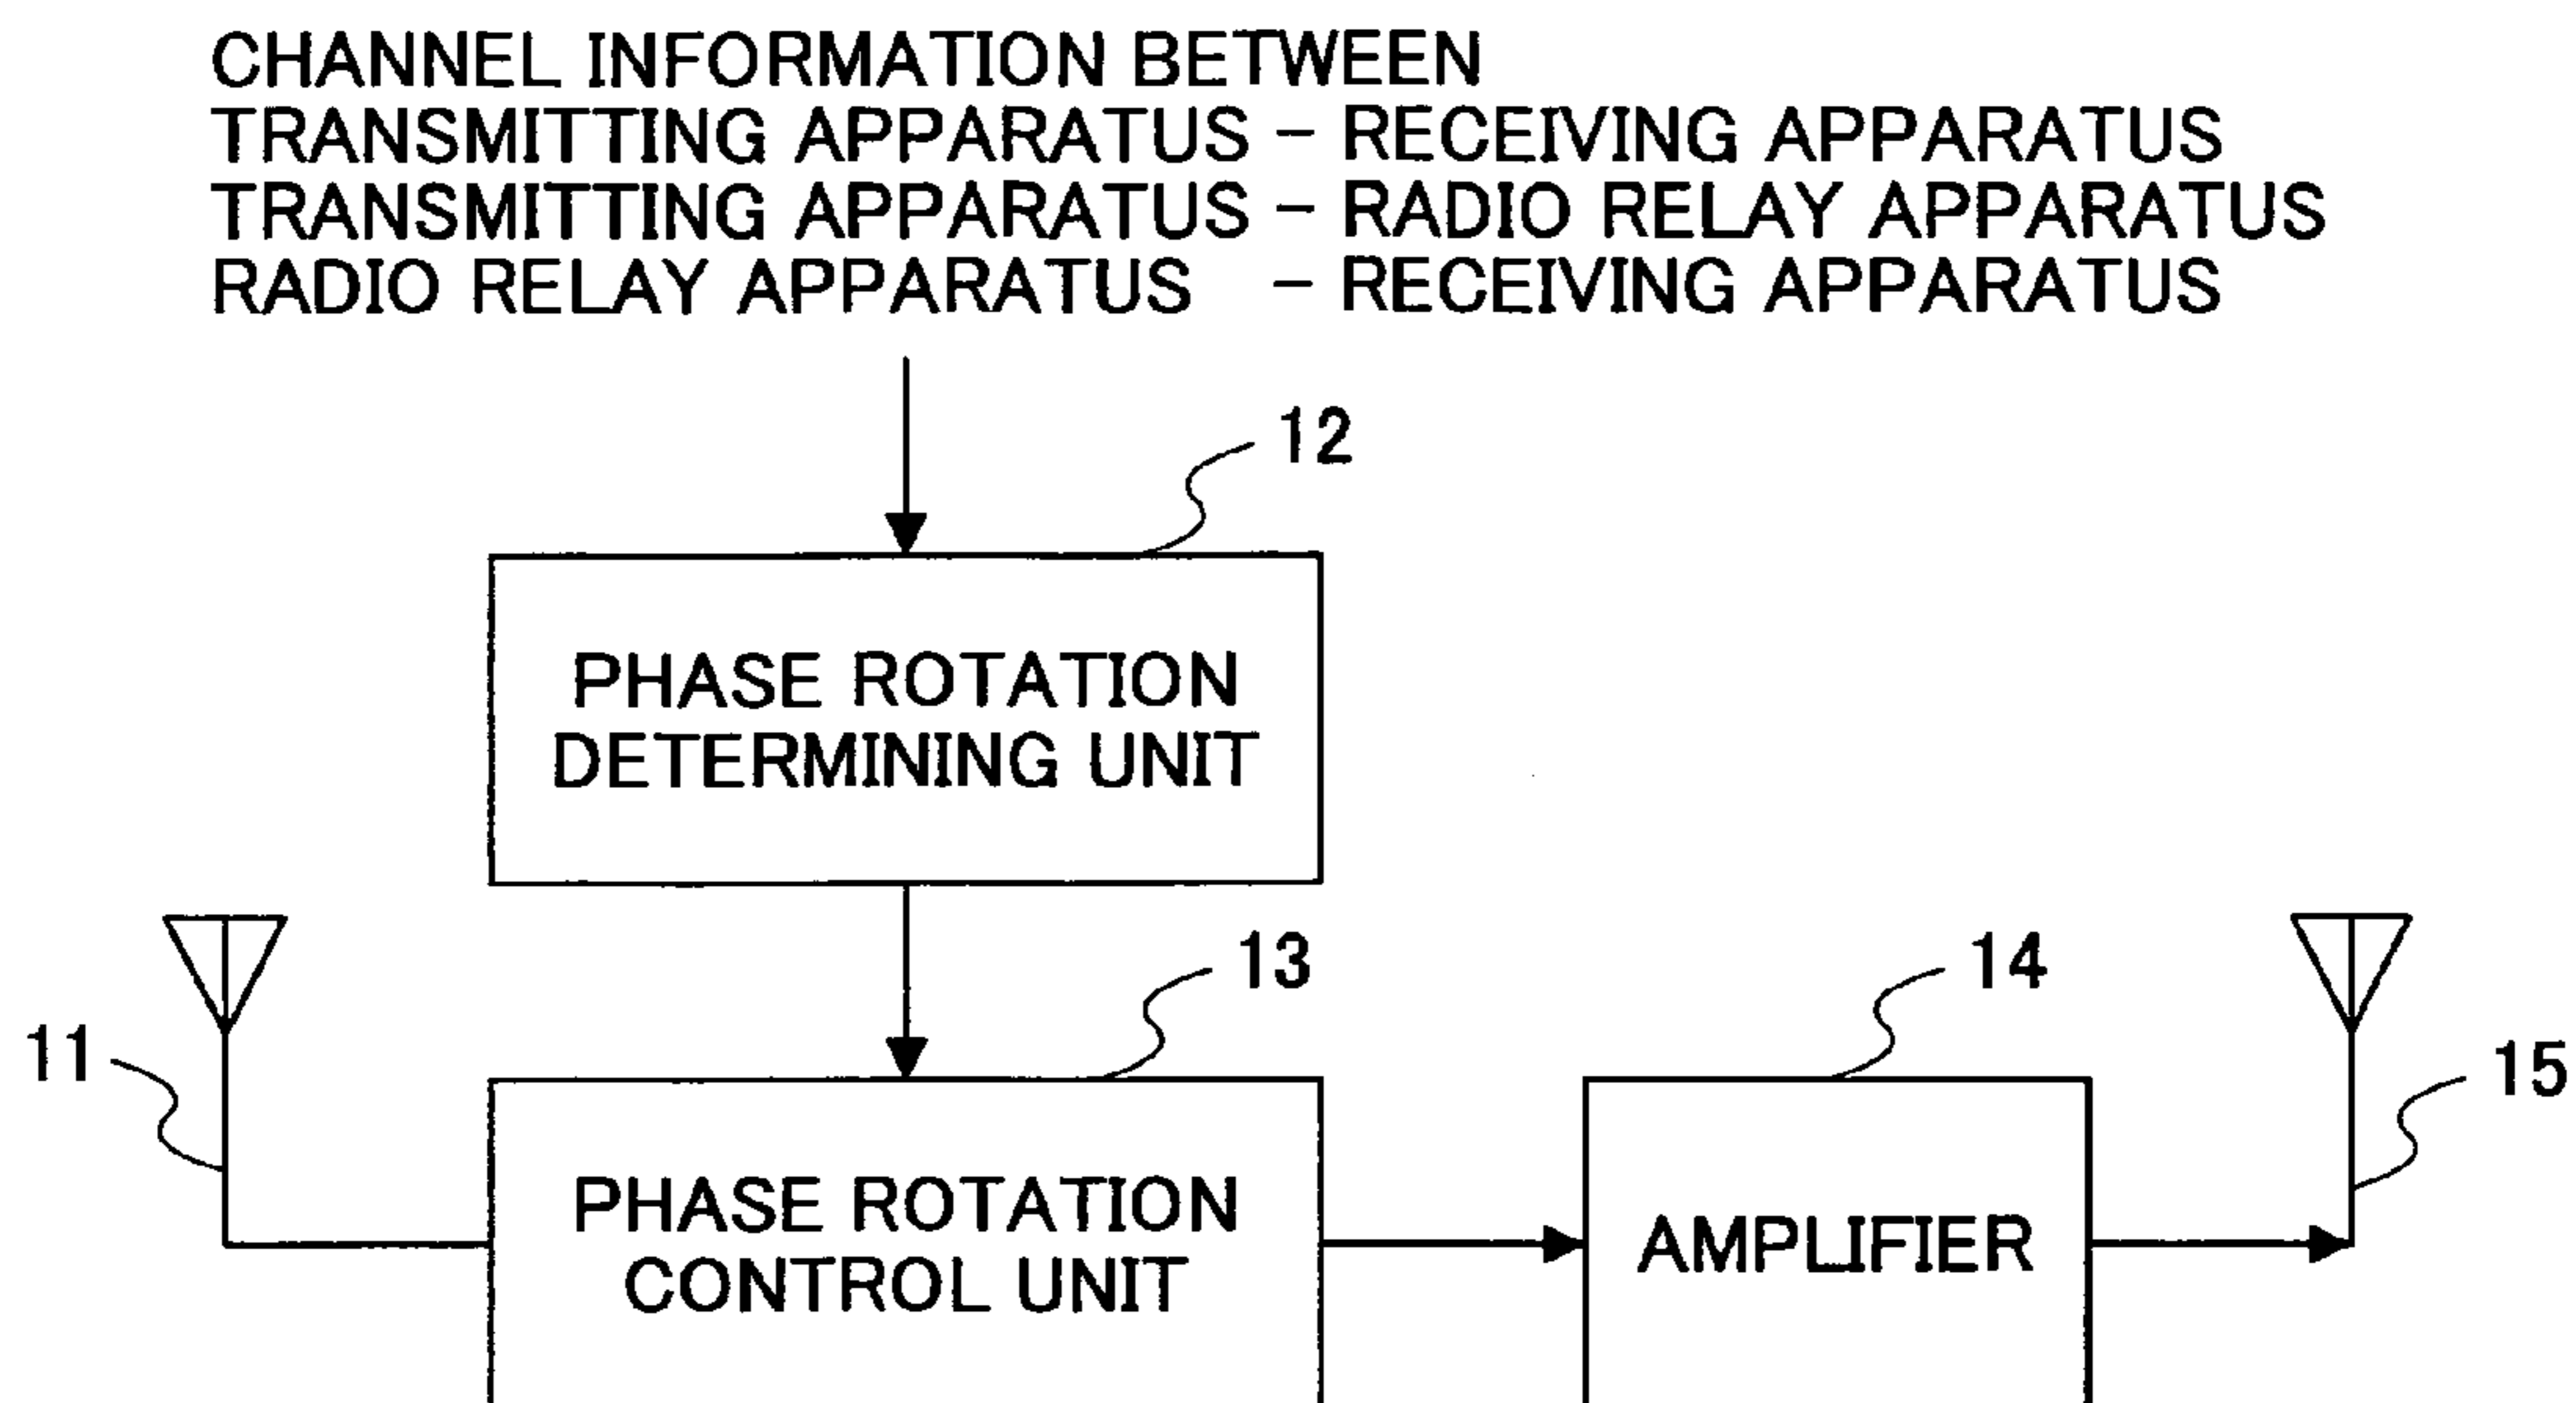 CHANNEL INFORMATION BETWEEN
TRANSMITTING APPARATUS – RECEIVING APPARATUS
TRANSMITTING APPARATUS – RADIO RELAY APPARATUS
RADIO RELAY APPARATUS – RECEIVING APPARATUS
12
PHASE ROTATION
DETERMINING UNIT
11
13
14
15
PHASE ROTATION
CONTROL UNIT
AMPLIFIER